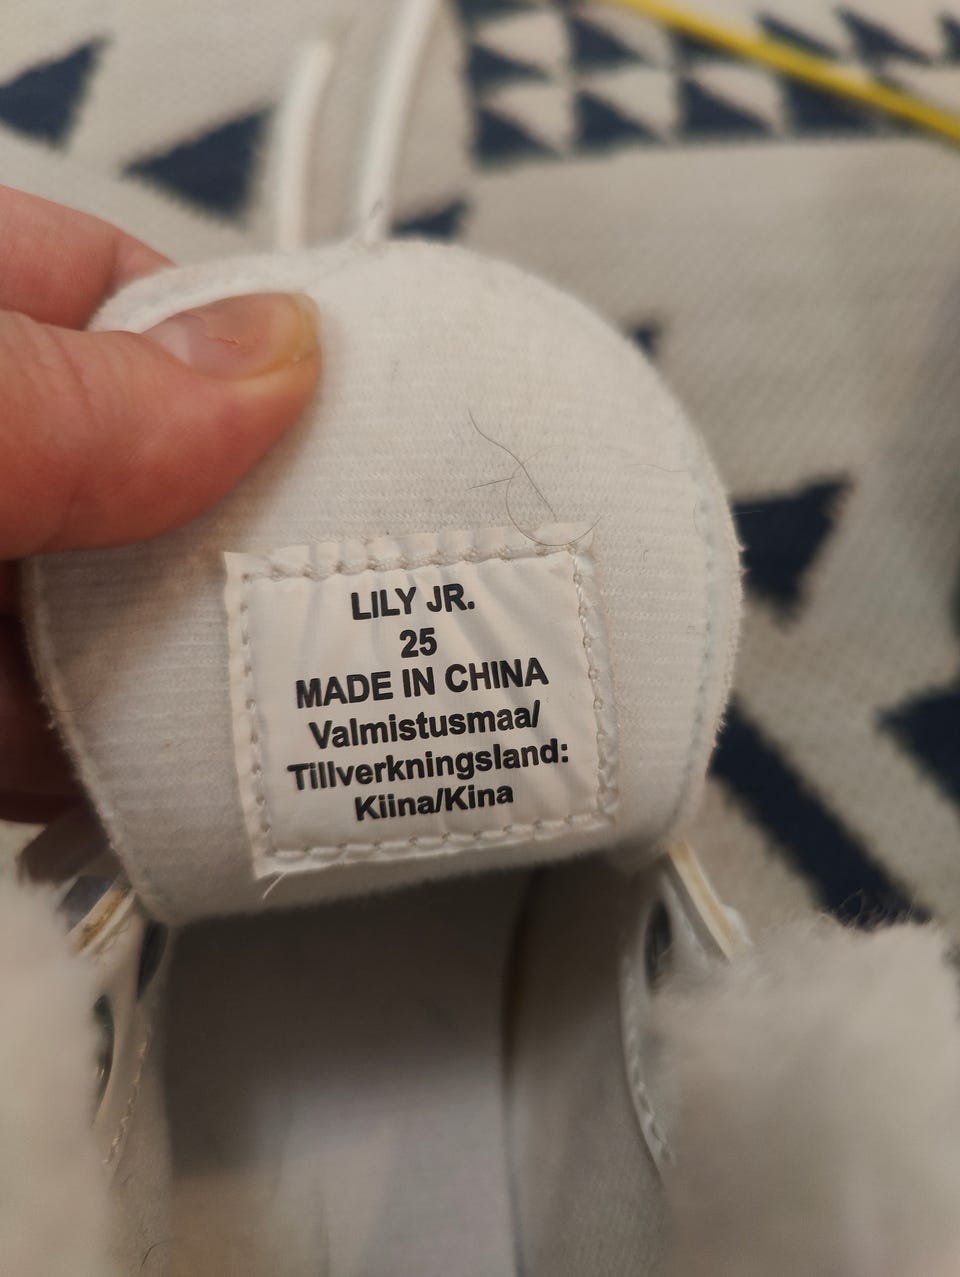 LILY JR.
25
MADE IN CHINA
Valmistusmaa/
Tillverkningsland:
Kiina/Kina